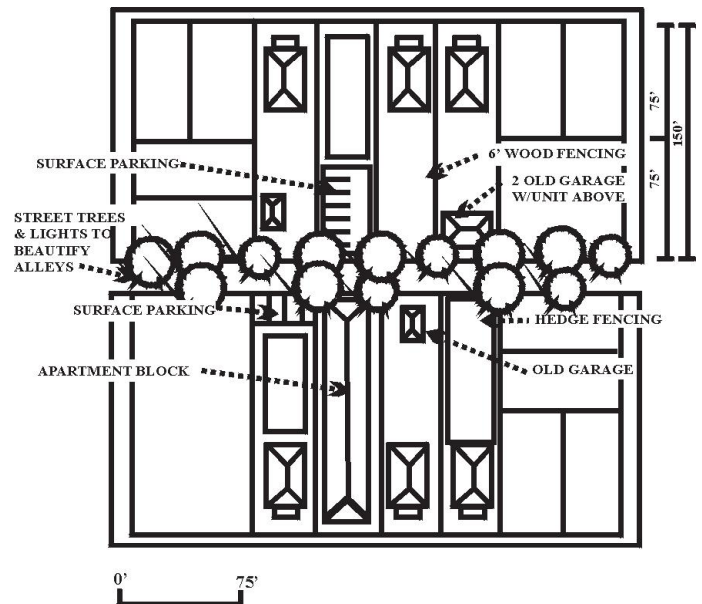 75'
75'
150'
SURFACE PARKING
6' WOOD FENCING
2 OLD GARAGE
W/UNIT ABOVE
STREET TREES
& LIGHTS TO
BEAUTIFY
ALLEYS
SURFACE PARKING
HEDGE FENCING
APARTMENT BLOCK
OLD GARAGE
0'
75'